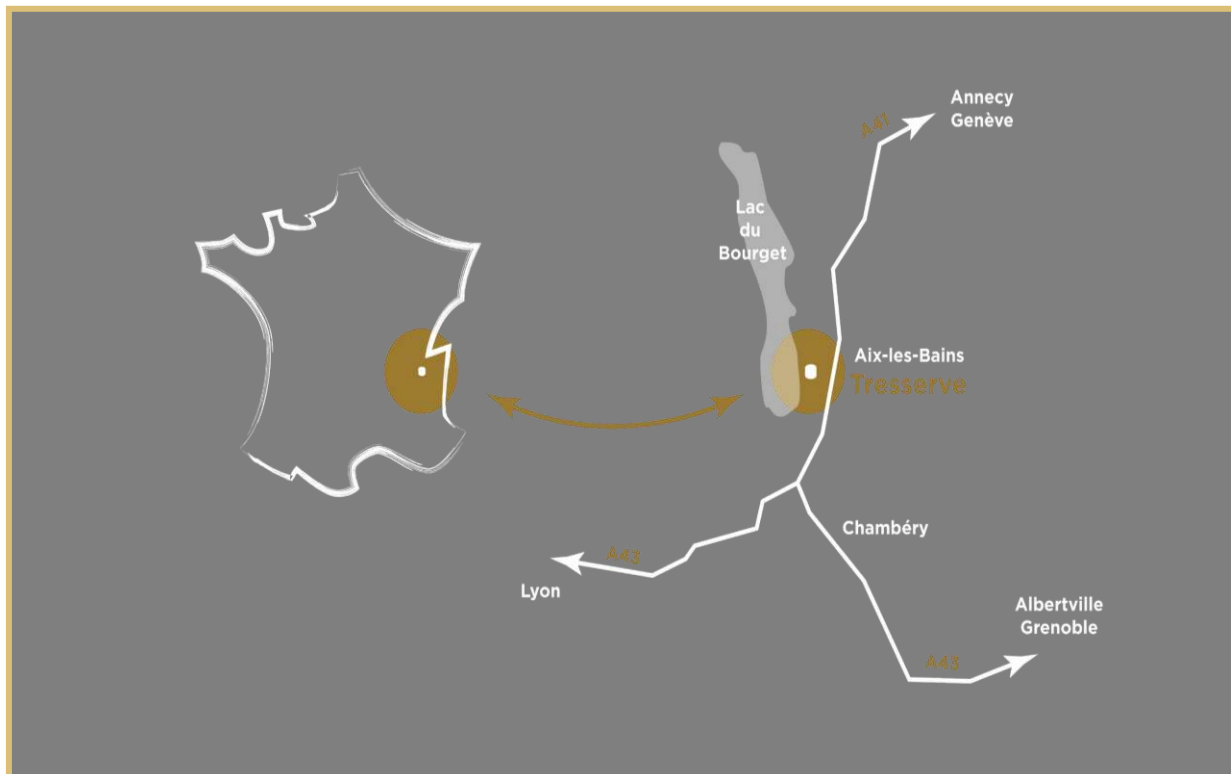 Annecy
Genève
A41
Lac
du
Bourget
Aix-les-Bains
Tresserve
Chambéry
A43
Lyon
Albertville
Grenoble
A43